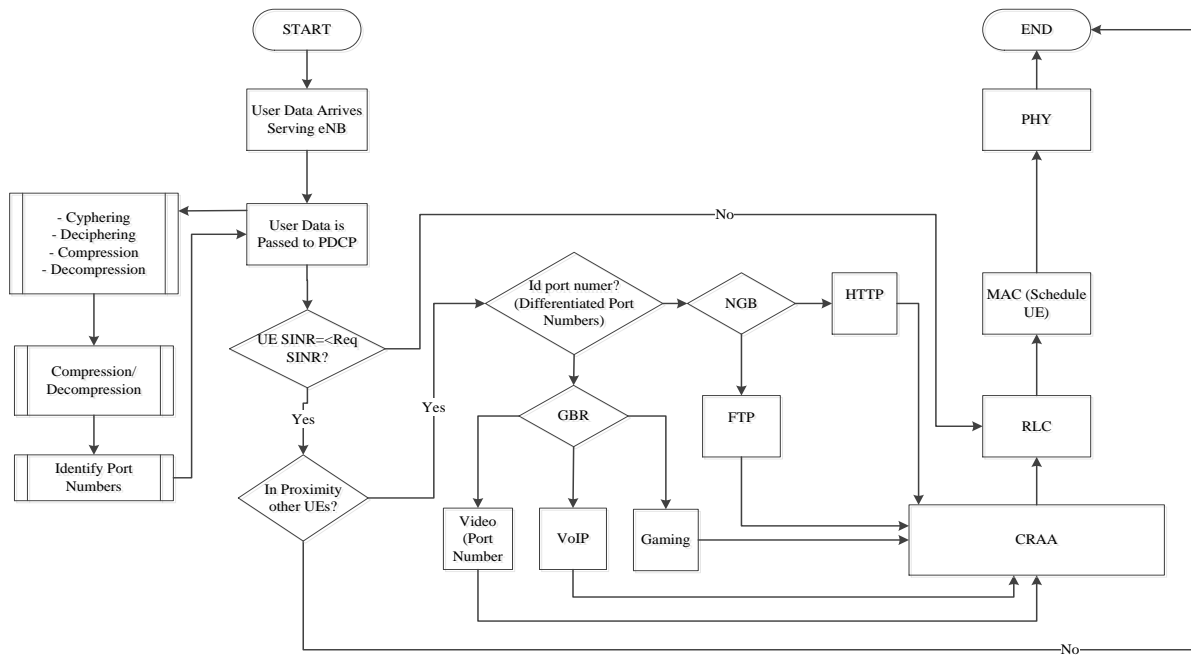 START
END
User Data Arrives
Serving eNB
PHY
- Cyphering
- Deciphering
- Compression
- Decompression
User Data is
Passed to PDCP
No
Id port numer?
(Differentiated Port
Numbers)
NGB
HTTP
MAC (Schedule
UE)
UE SINR=<Req
SINR?
Compression/
Decompression
Yes
Yes
GBR
FTP
RLC
Identify Port
Numbers
In Proximity
other UEs?
Video
(Port
Number
VoIP
Gaming
CRAA
No